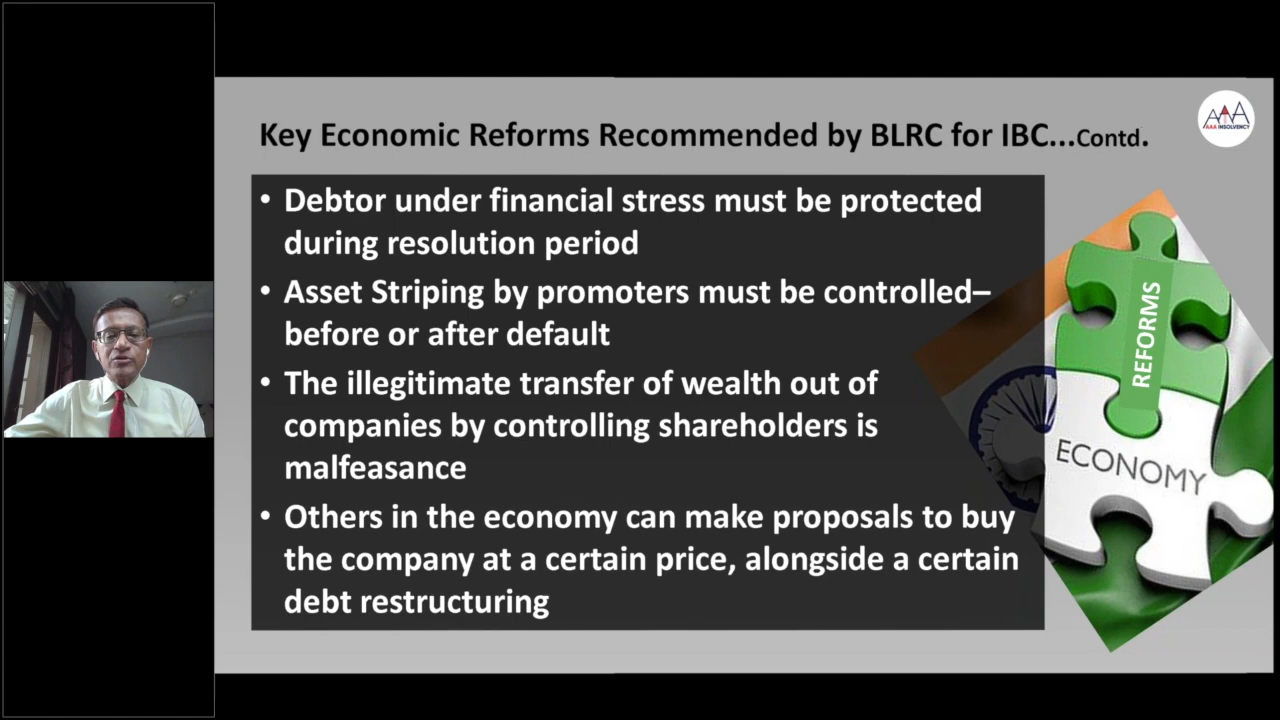 Key Economic Reforms Recommended by BLRC for IBC...Contd.
AAA INSOLVENCY
• Debtor under financial stress must be protected
during resolution period
• Asset Striping by promoters must be controlled–
before or after default
• The illegitimate transfer of wealth out of
companies by controlling shareholders is
malfeasance
• Others in the economy can make proposals to buy
the company at a certain price, alongside a certain
debt restructuring
REFORMS
ECONOMY